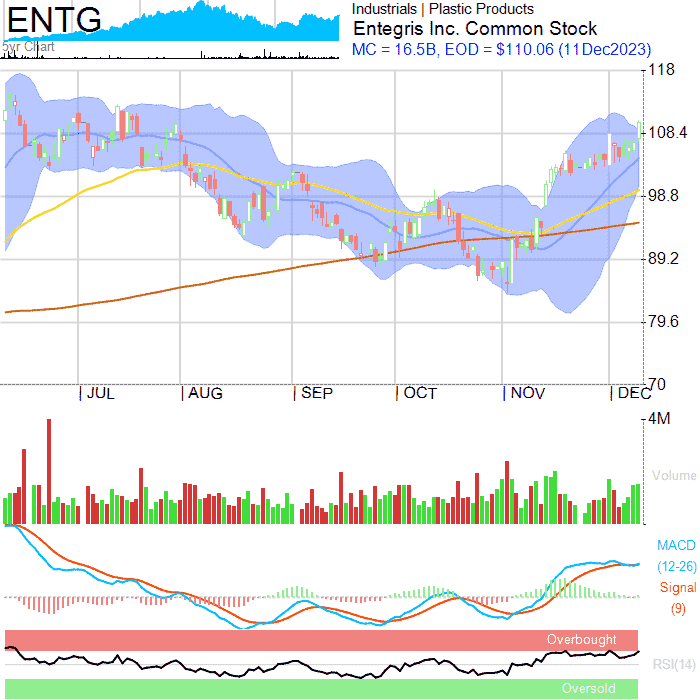 ENTG
5yr Chart
Industrials | Plastic Products
Entegris Inc. Common Stock
MC = 16.5B, EOD = $110.06 (11Dec2023)
118
108.4
98.8
89.2
79.6
70
JUL AUG SEP OCT NOV DEC
4M
Volume
MACD
(12-26)
Signal
(9)
Overbought
RSI(14)
Oversold